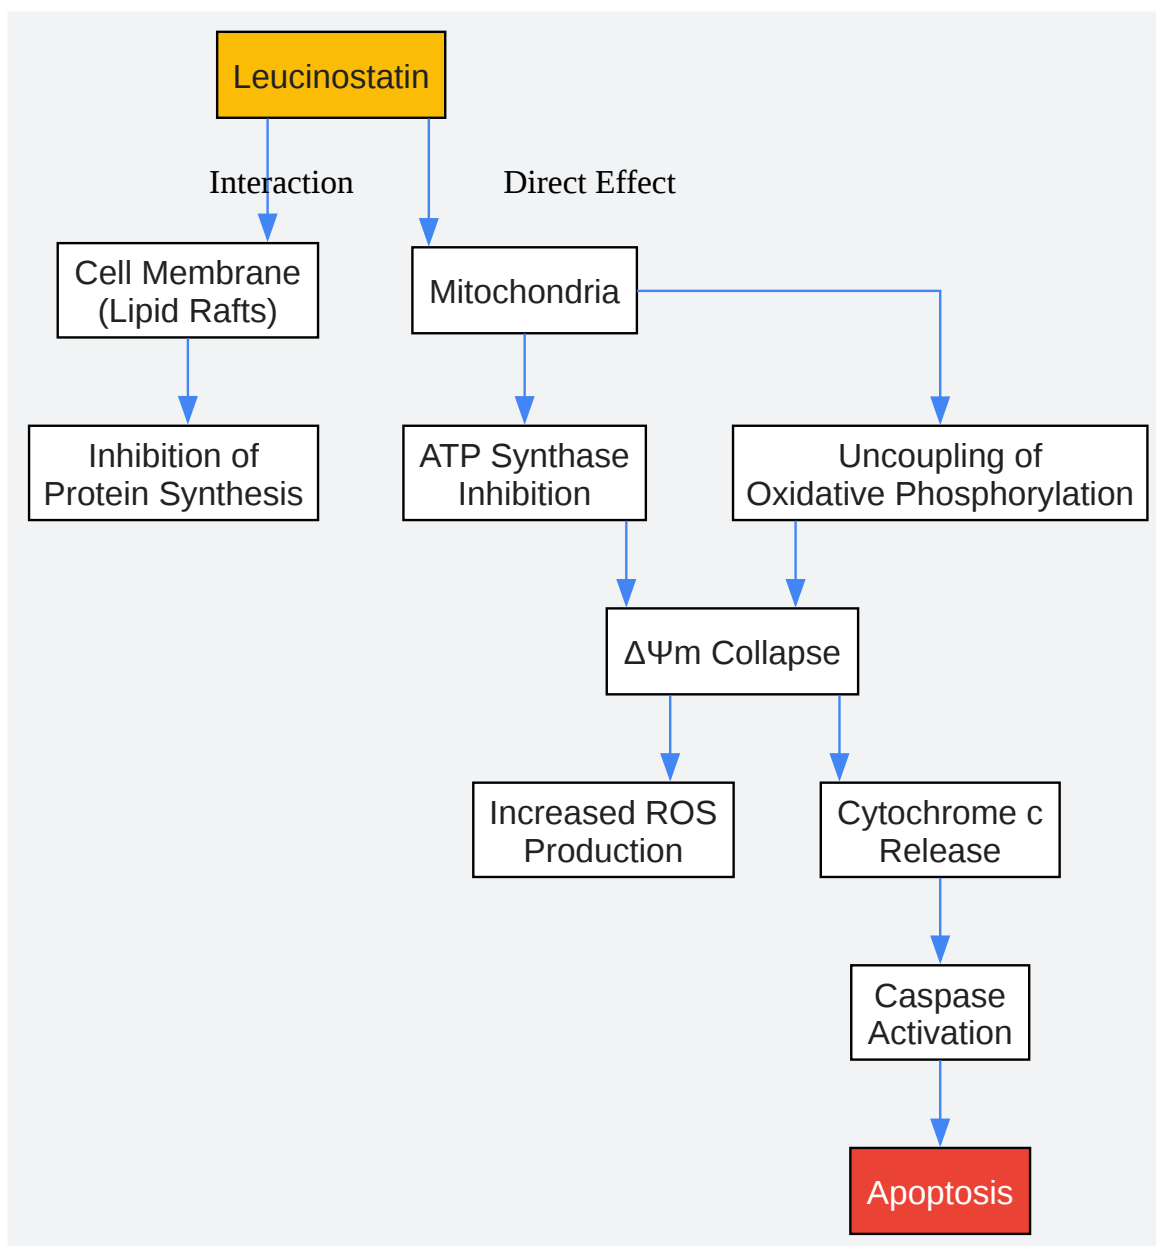 Leucinostatin
Interaction
Direct Effect
Cell Membrane
(Lipid Rafts)
Mitochondria
Inhibition of
Protein Synthesis
ATP Synthase
Inhibition
Uncoupling of
Oxidative Phosphorylation
ΔΨm Collapse
Increased ROS
Production
Cytochrome c
Release
Caspase
Activation
Apoptosis